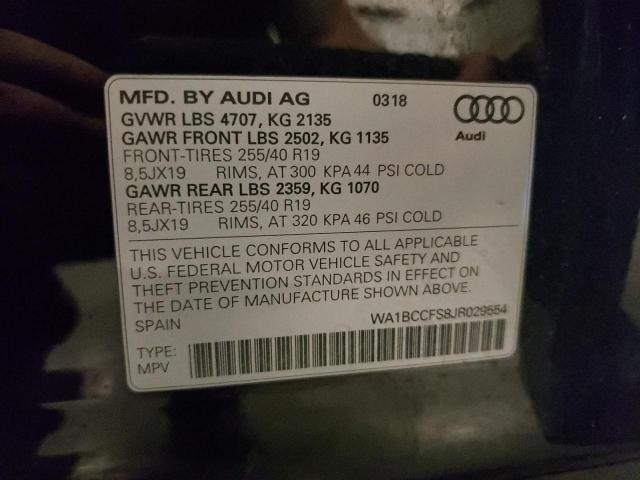 MFD. BY AUDI AG 0318
GVWR LBS 4707, KG 2135
GAWR FRONT LBS 2502, KG 1135
Audi
FRONT-TIRES 255/40 R19
8,5JX19 RIMS, AT 300 KPA 44 PSI COLD
GAWR REAR LBS 2359, KG 1070
REAR-TIRES 255/40 R19
8,5JX19 RIMS, AT 320 KPA 46 PSI COLD
THIS VEHICLE CONFORMS TO ALL APPLICABLE
U.S. FEDERAL MOTOR VEHICLE SAFETY AND
THEFT PREVENTION STANDARDS IN EFFECT ON
THE DATE OF MANUFACTURE SHOWN ABOVE.
SPAIN WA1BCCFS8JR029554
TYPE:
MPV